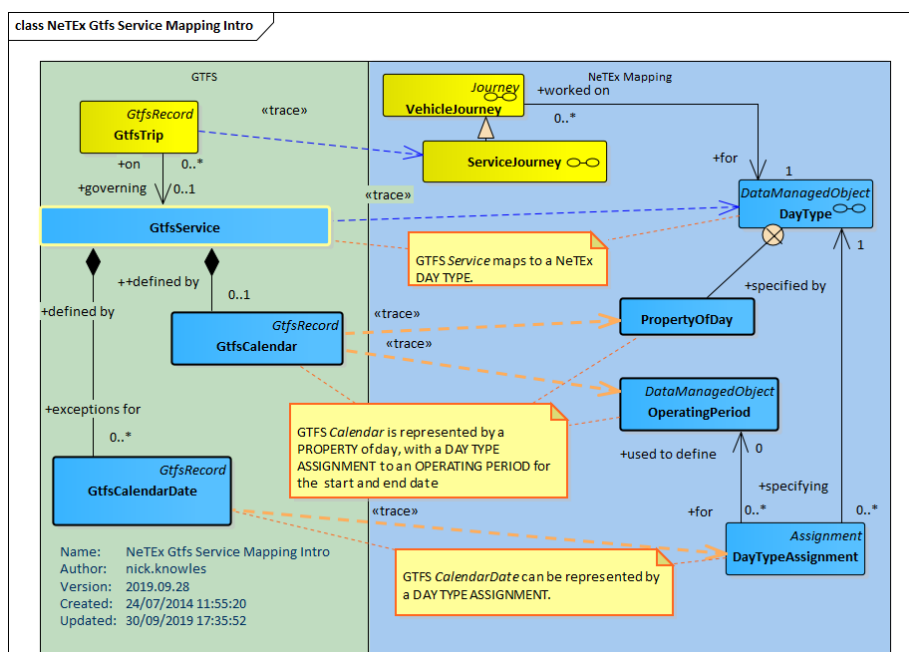 class NeTEx Gtfs Service Mapping Intro
GTFS
NeTEx Mapping
GtfsRecord
GtfsTrip
«trace»
Journey
VehicleJourney
+worked on
0..*
ServiceJourney
+on
0..*
+governing
0..1
+for
1
«trace»
DataManagedObject
DayType
GtfsService
GTFS Service maps to a NeTEx
DAY TYPE.
1
++defined by
0..1
+defined by
+specified by
GtfsRecord
GtfsCalendar
«trace»
«trace»
PropertyOfDay
DataManagedObject
OperatingPeriod
+exceptions for
0..*
GTFS Calendar is represented by a
PROPERTY ofday, with a DAY TYPE
ASSIGNMENT to an OPERATING PERIOD for
the start and end date
+used to define
0
GtfsRecord
GtfsCalendarDate
+specifying
«trace»
+for
0..*
0..*
Assignment
DayTypeAssignment
GTFS CalendarDate can be represented by
a DAY TYPE ASSIGNMENT.
Name: NeTEx Gtfs Service Mapping Intro
Author: nick.knowles
Version: 2019.09.28
Created: 24/07/2014 11:55:20
Updated: 30/09/2019 17:35:52